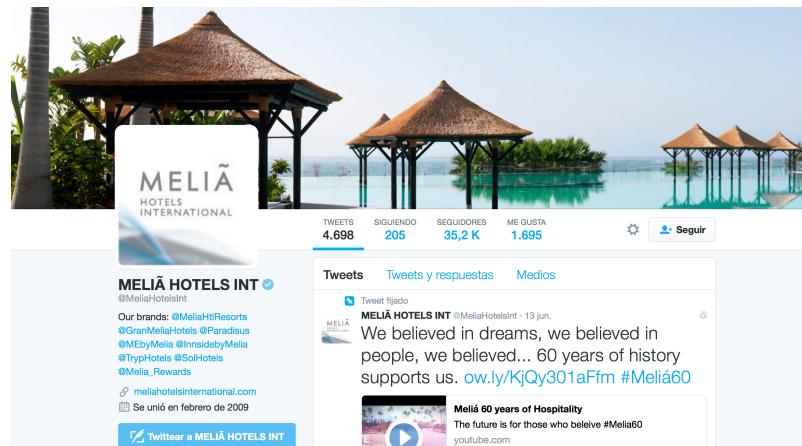 MELIÃ
HOTELS
INTERNATIONAL
TWEETS SIGUIENDO SEGUIDORES ME GUSTA
4.698 205 35,2 K 1.695
Seguir
MELIÃ HOTELS INT
@MeliaHotelsInt
Our brands: @MeliaHtlResorts
@GranMeliaHotels @Paradisus
@MEbyMelia @InnsidebyMelia
@TrypHotels @SolHotels
@Melia_Rewards
meliahotelsinternational.com
Se unió en febrero de 2009
Twittear a MELIÃ HOTELS INT
Tweets Tweets y respuestas Medios
Tweet fijado
MELIÃ HOTELS INT @MeliaHotelsInt · 13 jun.
MELIÃ
We believed in dreams, we believed in
people, we believed... 60 years of history
supports us. ow.ly/KjQy301aFfm #Meliá60
Meliá 60 years of Hospitality
The future is for those who beleive #Melia60
youtube.com